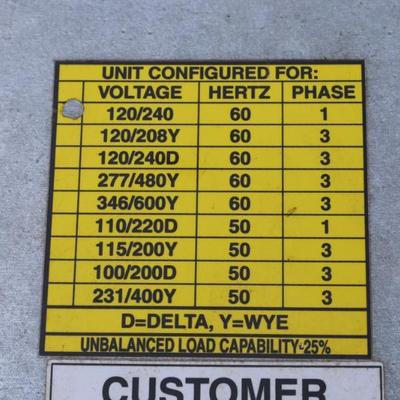 UNIT CONFIGURED FOR:
VOLTAGE HERTZ PHASE
120/240 60 1
120/208Y 60 3
120/240D 60 3
277/480Y 60 3
346/600Y 60 3
110/220D 50 1
115/200Y 50 3
100/200D 50 3
231/400Y 50 3
D=DELTA, Y=WYE
UNBALANCED LOAD CAPABILITY-25%
CUSTOMER